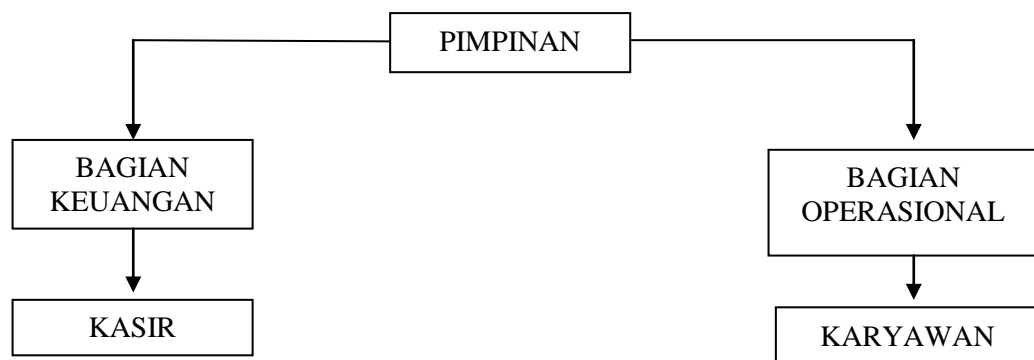 PIMPINAN
BAGIAN
KEUANGAN
BAGIAN
OPERASIONAL
KASIR
KARYAWAN